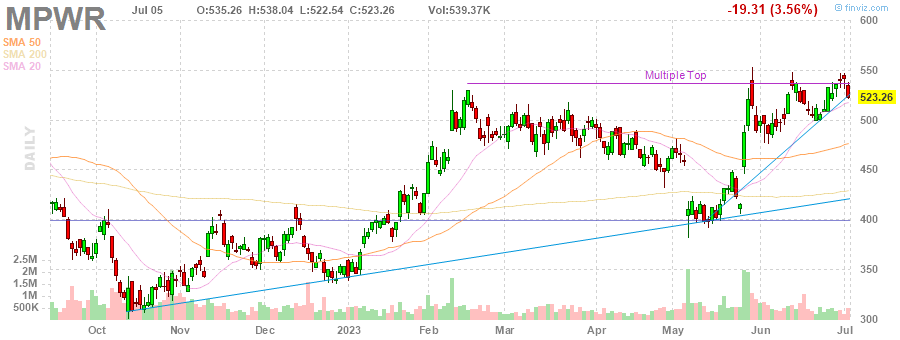 MPWR Jul 05 O:535.26 H:538.04 L:522.54 C:523.26 Vol:539.37K -19.31 (3.56%) finviz.com
SMA 50
SMA 200
SMA 20
DAILY
Multiple Top
600
550
523.26
500
450
400
350
300
2.5M
2M
1.5M
1M
500K
Oct Nov Dec 2023 Feb Mar Apr May Jun Jul